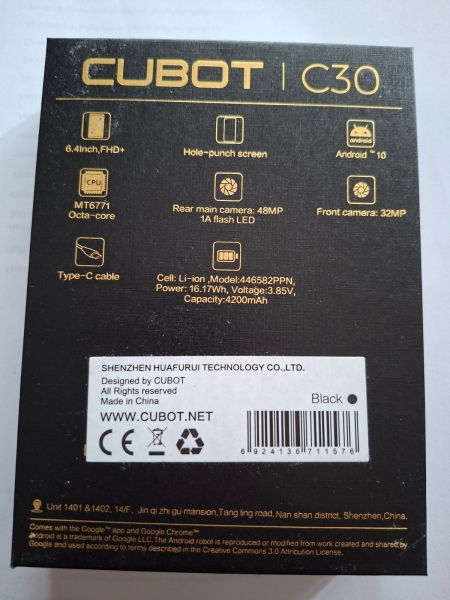 CUBOT | C30
6.4Inch,FHD+
Hole-punch screen
android
Android ™ 10
CPU
MT6771
Octa-core
Rear main camera: 48MP
1A flash LED
Front camera: 32MP
Type-C cable
Cell: Li-ion ,Model:446582PPN,
Power: 16.17Wh, Voltage:3.85V,
Capacity:4200mAh
SHENZHEN HUAFURUI TECHNOLOGY CO.,LTD.
Designed by CUBOT
All Rights reserved
Made in China
WWW.CUBOT.NET
CE
Black
6 924136 711576
Unit 1401 &1402, 14/F, Jin qi zhi gu mansion,Tang ling road,Nan shan district, Shenzhen,China.
Comes with the Google™ app and Google Chrome™
Android is a trademark of Google LLC.The Android robot is reproduced or modified from work created and shared by
Google and used according to terms described in the Creative Commons 3.0 Attribution License.